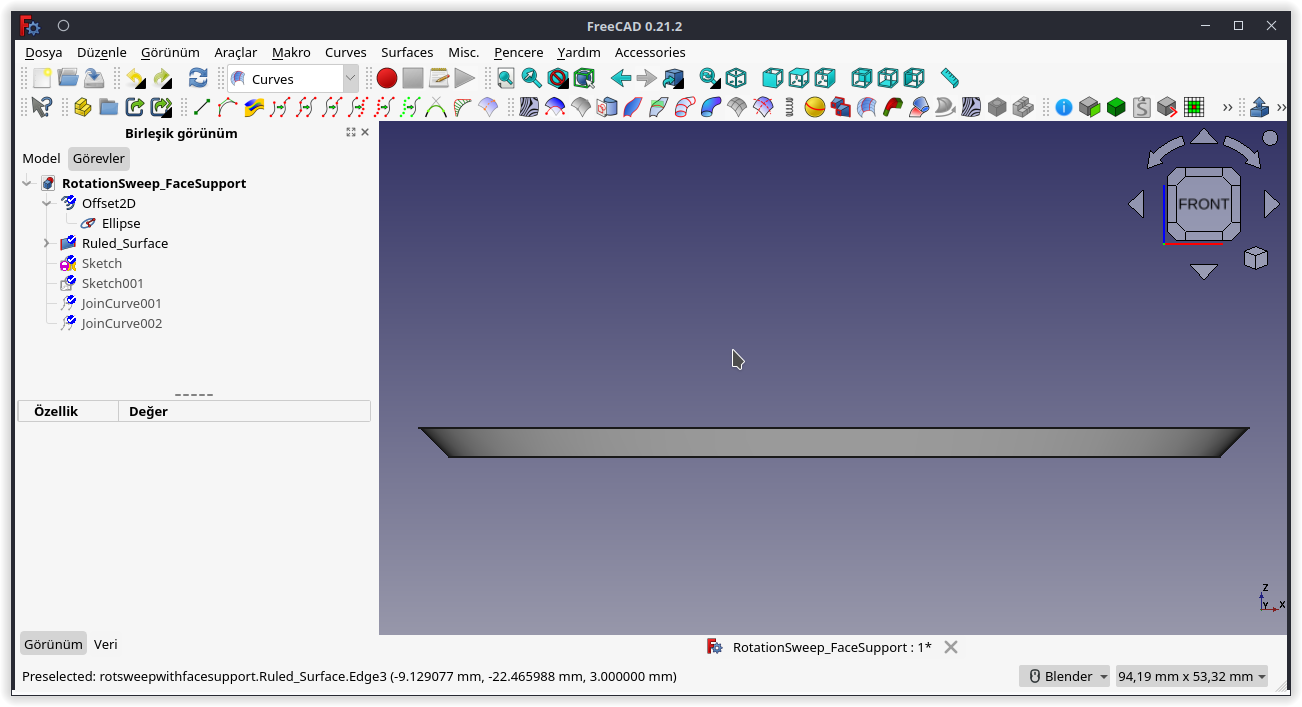 FreeCAD 0.21.2
Dosya Düzenle Görünüm Araçlar Makro Curves Surfaces Misc. Pencere Yardım Accessories
Curves
Birleşik görünüm
Model Görevler
RotationSweep_FaceSupport
Offset2D
Ellipse
Ruled_Surface
Sketch
Sketch001
JoinCurve001
JoinCurve002
Özellik Değer
FRONT
Z
Y X
Görünüm Veri
RotationSweep_FaceSupport : 1*
Preselected: rotsweepwithfacesupport.Ruled_Surface.Edge3 (-9.129077 mm, -22.465988 mm, 3.000000 mm)
Blender
94,19 mm x 53,32 mm